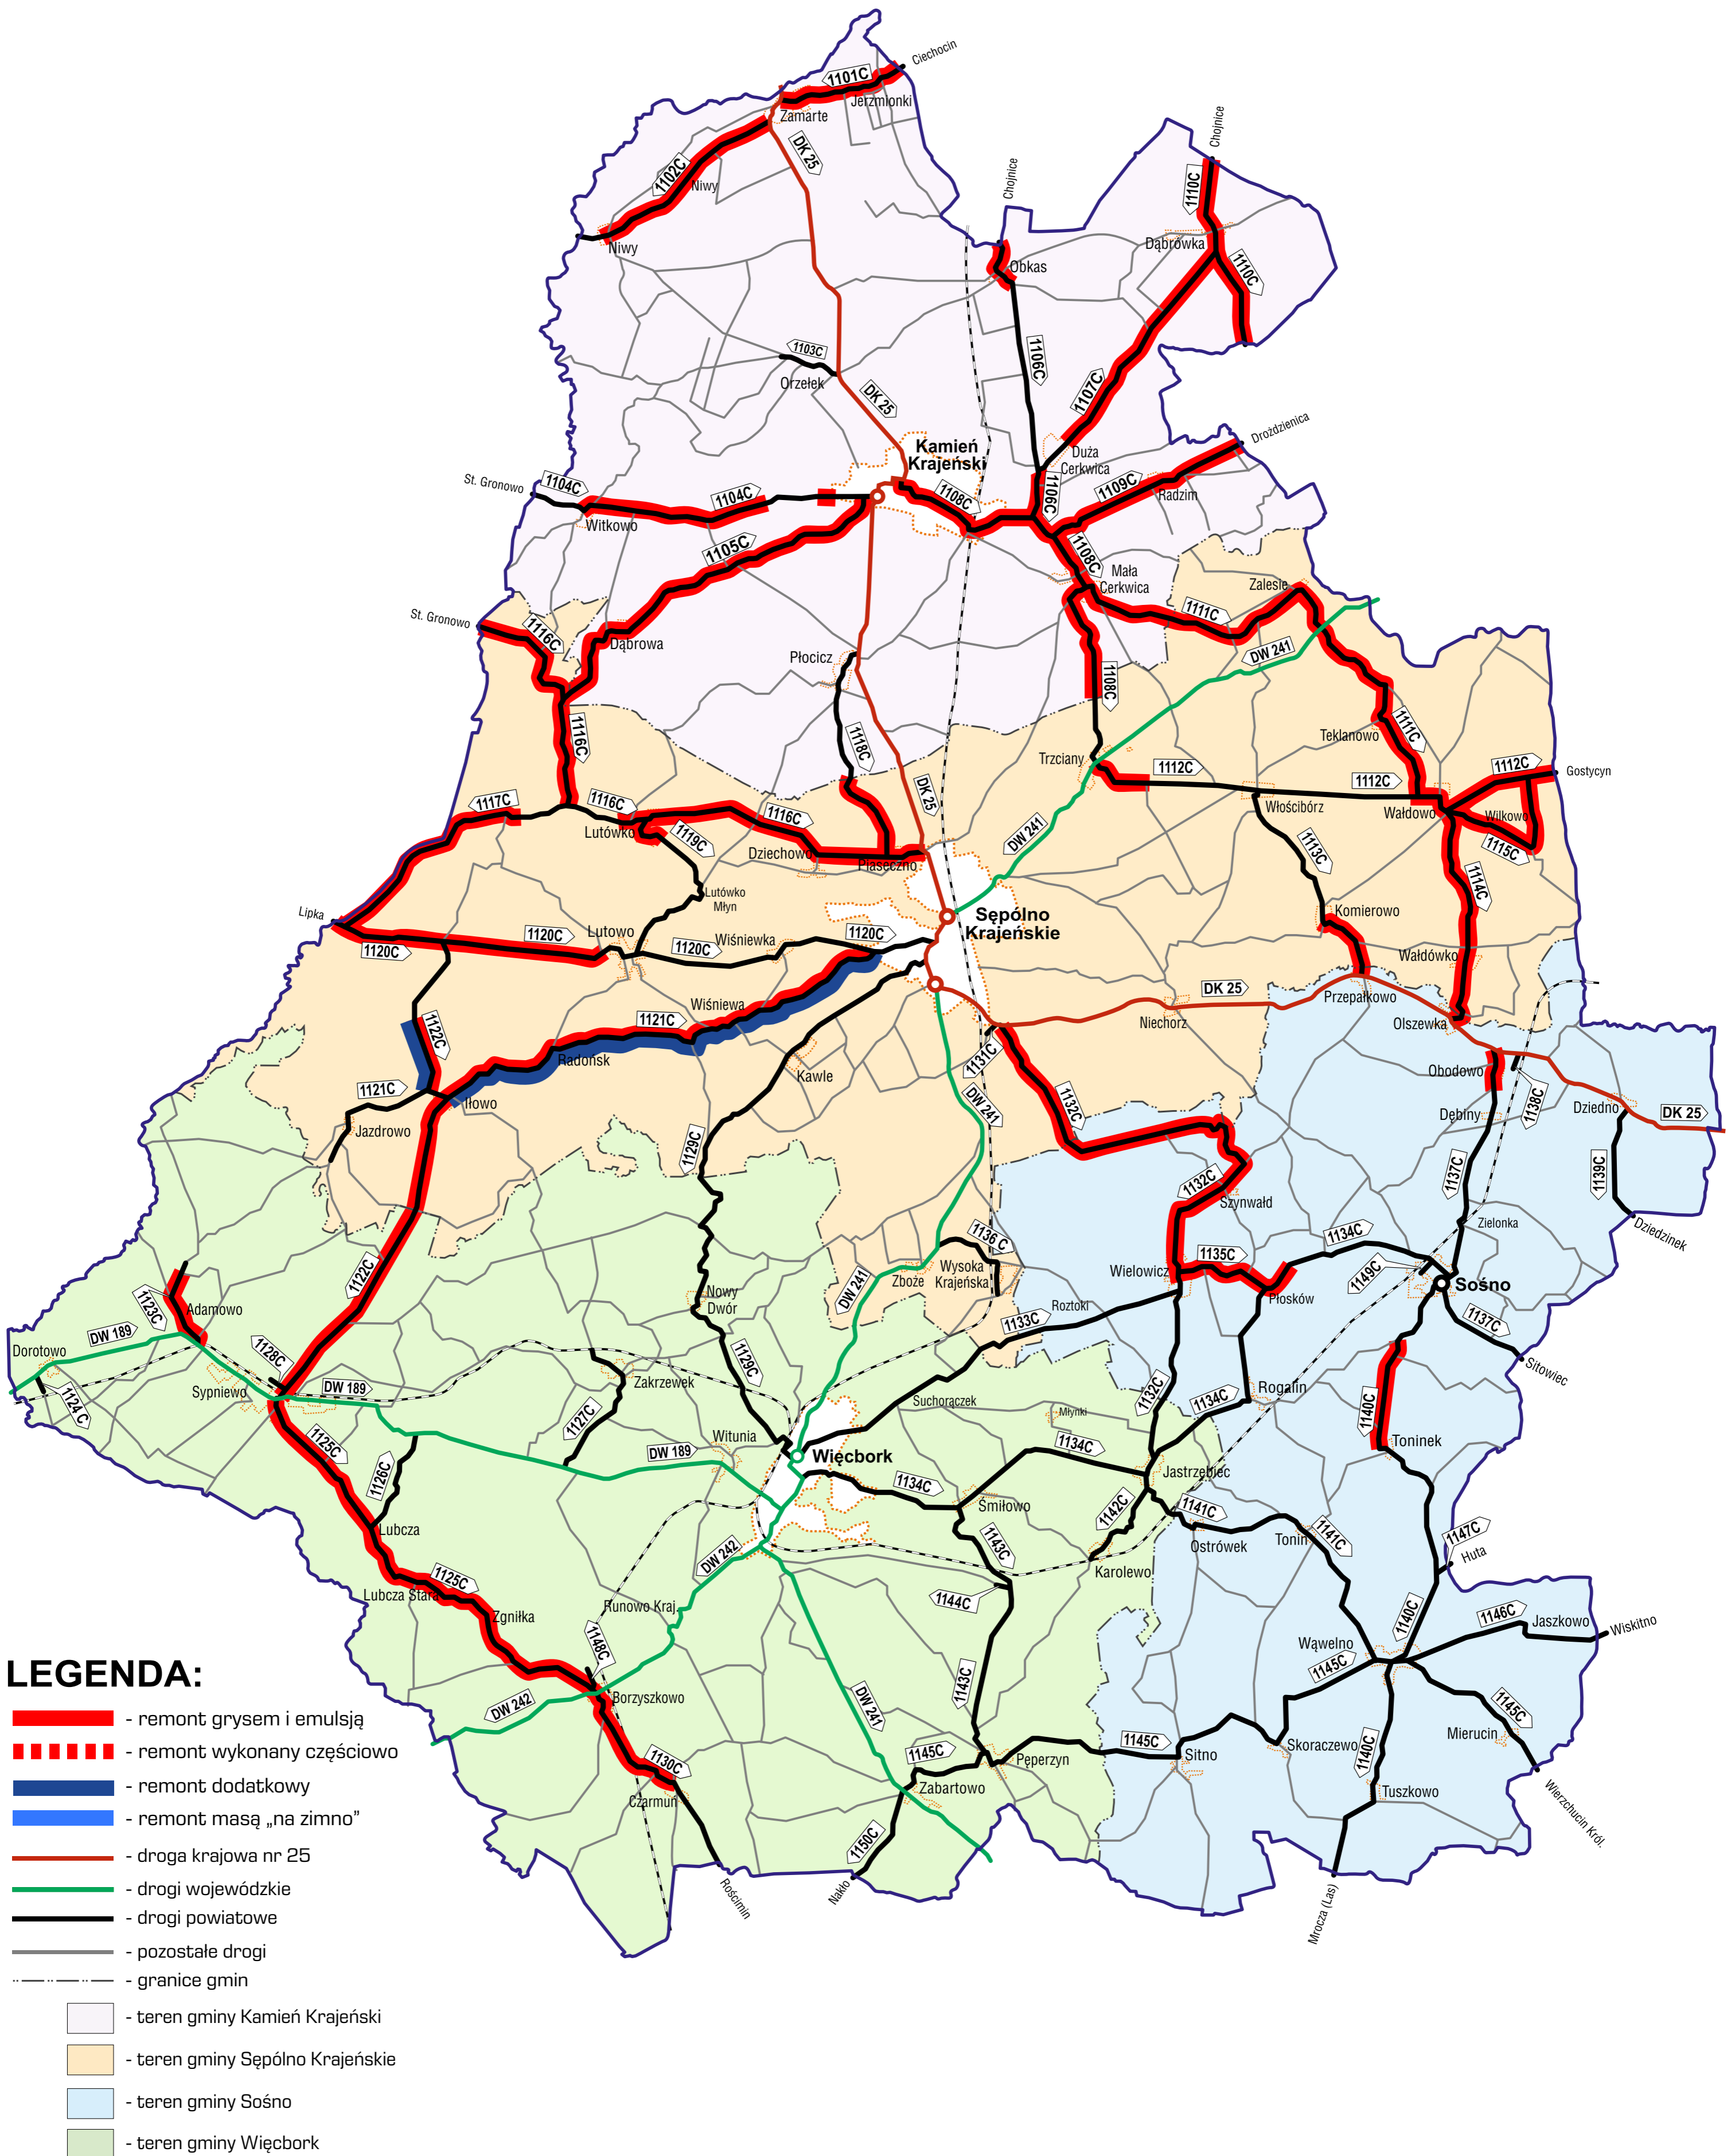 Ciechocin
1101C
Jerzmionki
Zamarte
DK 25
1102C
Niwy
Niwy
Chojnice
Chojnice
1110C
Dąbrówka
1110C
Obkas
1106C
1103C
Orzełek
DK 25
1107C
Kamień
Krajeński
Duża
Cerkwica
Drożdzienica
St. Gronowo
1104C
1104C
1108C
1106C
1109C
Radzim
Witkowo
1105C
1108C
Mała
Cerkwica
Zalesie
St. Gronowo
1116C
1111C
Dąbrowa
Płocicz
DW 241
1108C
1116C
1118C
Teklanowo
1111C
Trzciany
1112C
1112C
1112C
Gostycyn
DK 25
1117C
1116C
1116C
Włościbórz
Wałdowo
Wilkowo
Lutówko
1119C
DW 241
Dziechowo
Piaseczno
1113C
1115C
1114C
Lutówko
Młyn
Lipka
Sępólno
Krajeńskie
Komierowo
1120C
1120C
Lutowo
1120C
Wiśniewka
1120C
Wałdówko
DK 25
Przepałkowo
Wiśniewa
1121C
Niechorz
Olszewka
1122C
Radońsk
1131C
Kawle
Obodowo
1138C
1121C
Iłowo
DW 241
1132C
Dębiny
Dziedno
DK 25
Jazdrowo
1129C
1137C
1139C
1132C
Szynwałd
Zielonka
Dziedzinek
1136 C
1134C
1122C
Zboże
Wysoka
Krajeńska
Wielowicz
1135C
1149C
Sośno
DW 241
Płosków
1123C
Adamowo
Nowy
Dwór
Roztoki
1133C
1137C
DW 189
Dorotowo
1128C
1129C
Sitowiec
Sypniewo
DW 189
Zakrzewek
Rogalin
1124 C
1127C
Suchorączek
Młynki
1132C
1134C
1140C
1125C
Witunia
DW 189
Więcbork
1134C
Toninek
1126C
1134C
Jastrzębiec
Śmiłowo
1142C
1141C
Lubcza
Ostrówek
Tonin
1141C
1147C
Huta
DW 242
1143C
Karolewo
1125C
Lubcza Stara
1144C
Zgniłka
Runowo Kraj.
1140C
1146C
Jaszkowo
Wiskitno
1148C
Wąwelno
1145C
1143C
Borzyszkowo
DW 242
DW 241
1145C
Mierucin
1130C
1145C
Pęperzyn
1145C
Sitno
Skoraczewo
1140C
Czarmuń
Zabartowo
Tuszkowo
Wierzchucin Król.
1150C
Nakło
Rościmin
Mrocza (Las)
LEGENDA:
- remont grysem i emulsją
- remont wykonany częściowo
- remont dodatkowy
- remont masą „na zimno”
- droga krajowa nr 25
- drogi wojewódzkie
- drogi powiatowe
- pozostałe drogi
- granice gmin
- teren gminy Kamień Krajeński
- teren gminy Sępólno Krajeńskie
- teren gminy Sośno
- teren gminy Więcbork